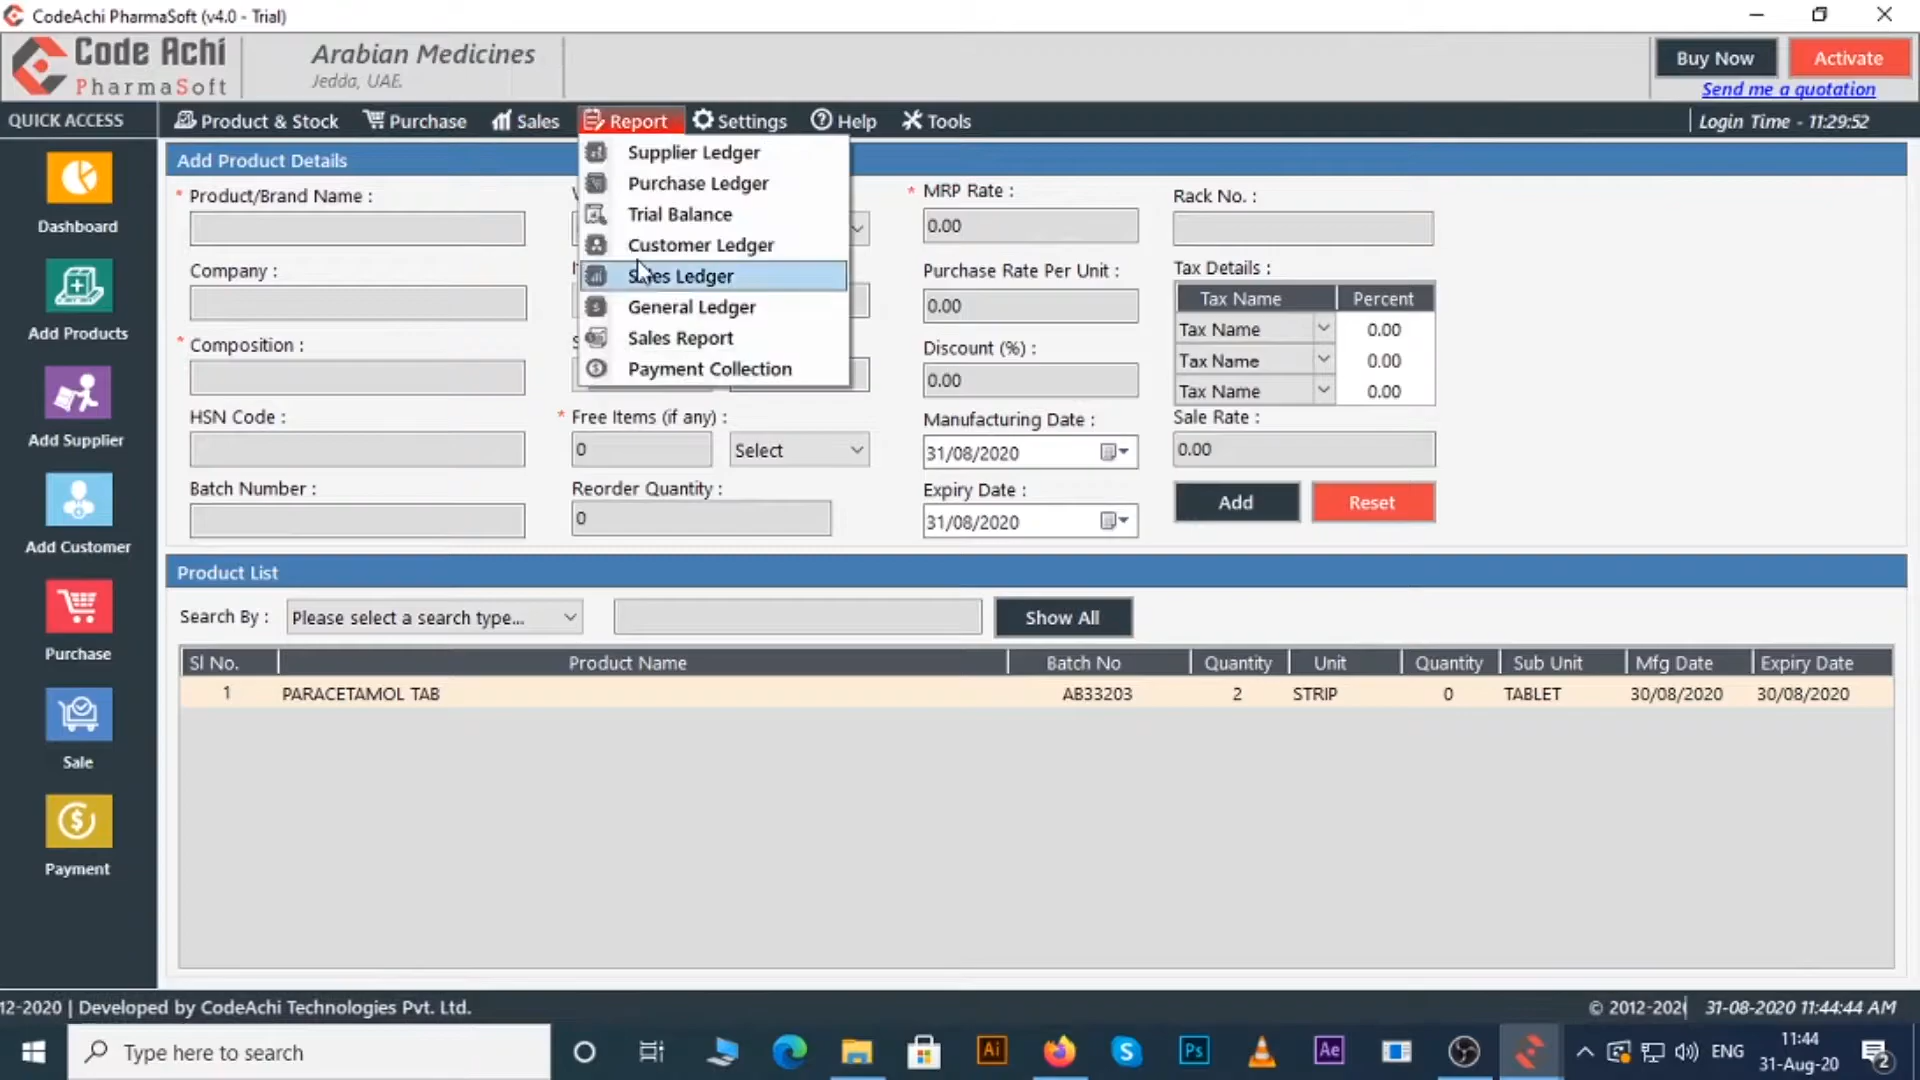 CodeAchi PharmaSoft (v4.0 - Trial)
Code Achi
PharmaSoft
Arabian Medicines
Jedda, UAE.
Buy Now
Activate
Send me a quotation
QUICK ACCESS
Product & Stock
Purchase
Sales
Report
Settings
Help
Tools
Login Time - 11:29:52
Dashboard
Add Products
Add Supplier
Add Customer
Purchase
Sale
Payment
Supplier Ledger
Purchase Ledger
Trial Balance
Customer Ledger
Sales Ledger
General Ledger
Sales Report
Payment Collection
Add Product Details
* Product/Brand Name :
Company :
* Composition :
HSN Code :
Batch Number :
* Free Items (if any) :
0
Select
Reorder Quantity :
0
* MRP Rate :
0.00
Purchase Rate Per Unit :
0.00
Discount (%) :
0.00
Manufacturing Date :
31/08/2020
Expiry Date :
31/08/2020
Rack No. :
Tax Details :
Tax Name Percent
Tax Name 0.00
Tax Name 0.00
Tax Name 0.00
Sale Rate :
0.00
Add
Reset
Product List
Search By : Please select a search type... Show All
Sl No. Product Name Batch No Quantity Unit Quantity Sub Unit Mfg Date Expiry Date
1 PARACETAMOL TAB AB33203 2 STRIP 0 TABLET 30/08/2020 30/08/2020
12-2020 | Developed by CodeAchi Technologies Pvt. Ltd.
© 2012-202
31-08-2020 11:44:44 AM
Type here to search
Ai
Ps
Ae
ENG
11:44
31-Aug-20
2